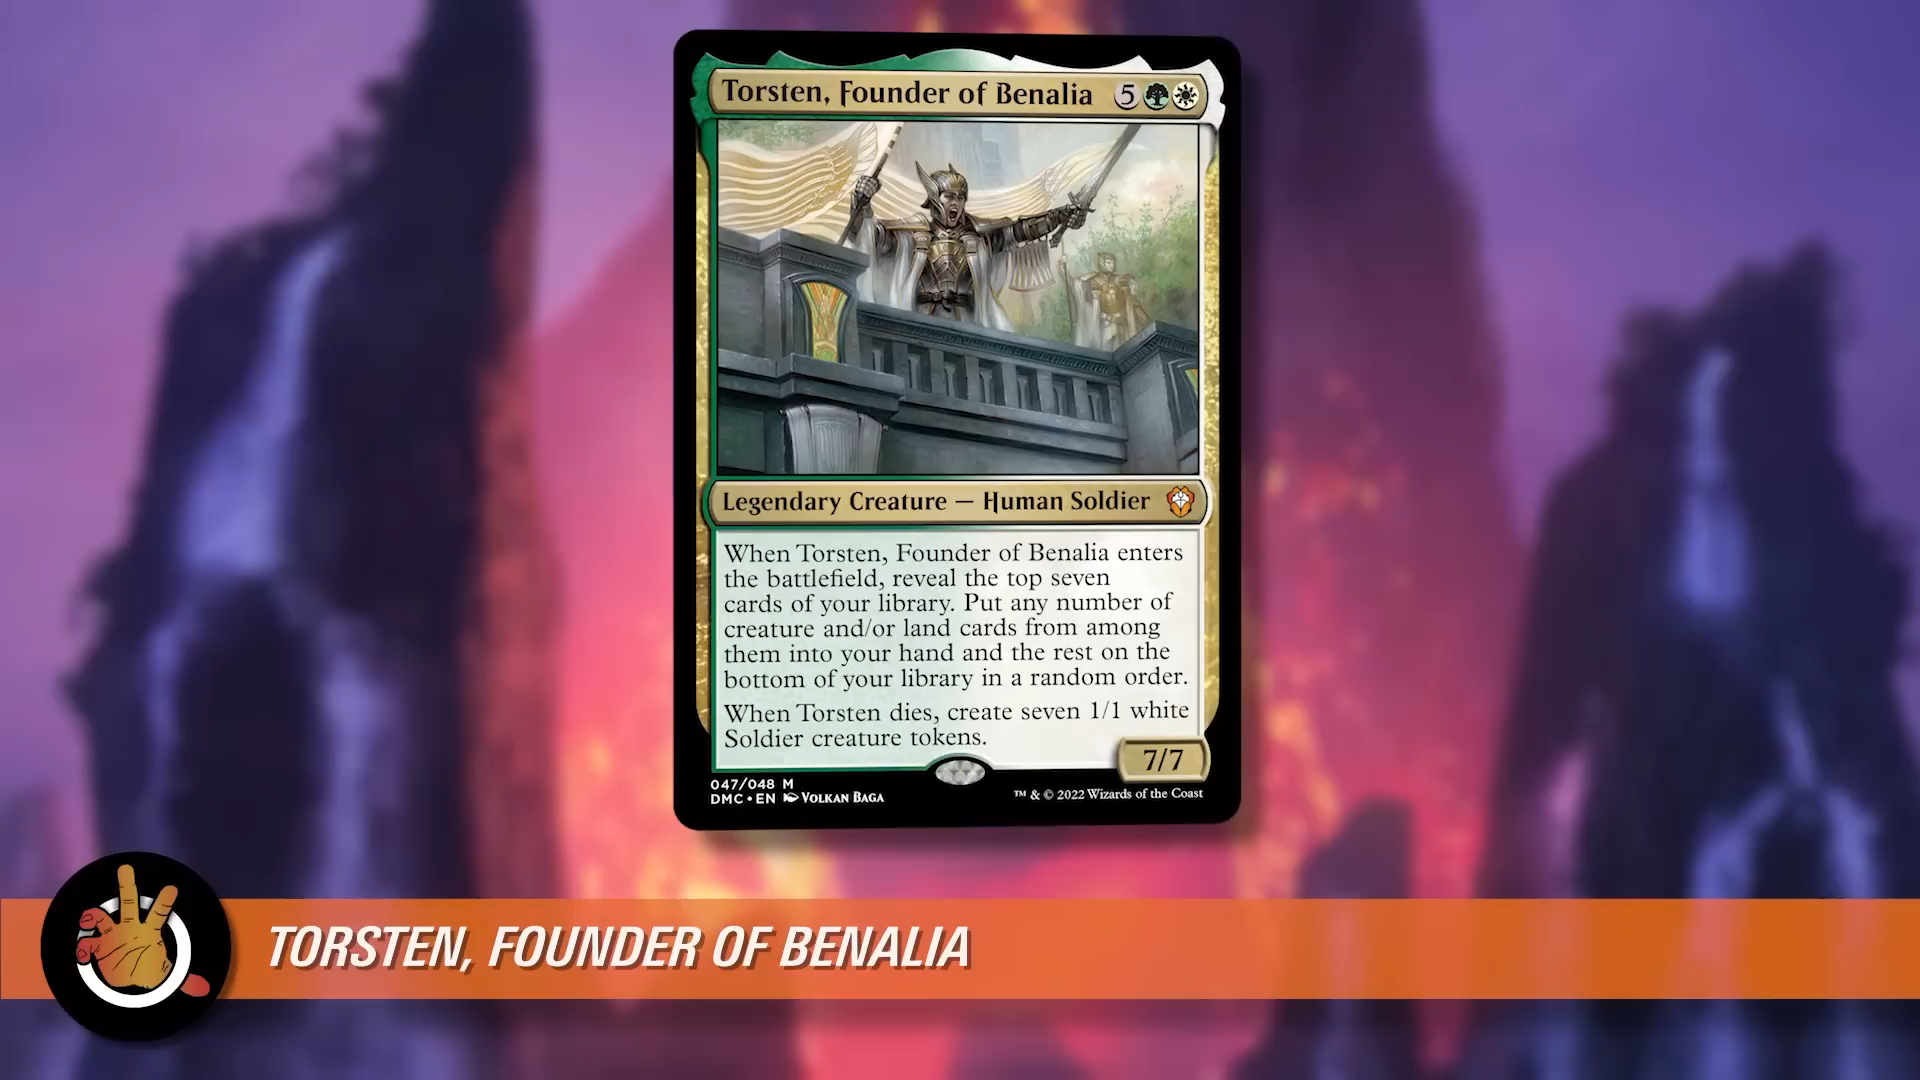 Torsten, Founder of Benalia 5
Legendary Creature — Human Soldier
When Torsten, Founder of Benalia enters
the battlefield, reveal the top seven
cards of your library. Put any number of
creature and/or land cards from among
them into your hand and the rest on the
bottom of your library in a random order.
When Torsten dies, create seven 1/1 white
Soldier creature tokens.
7/7
047/048 M
DMC • EN VOLKAN BAGA
™ & © 2022 Wizards of the Coast
TORSTEN, FOUNDER OF BENALIA